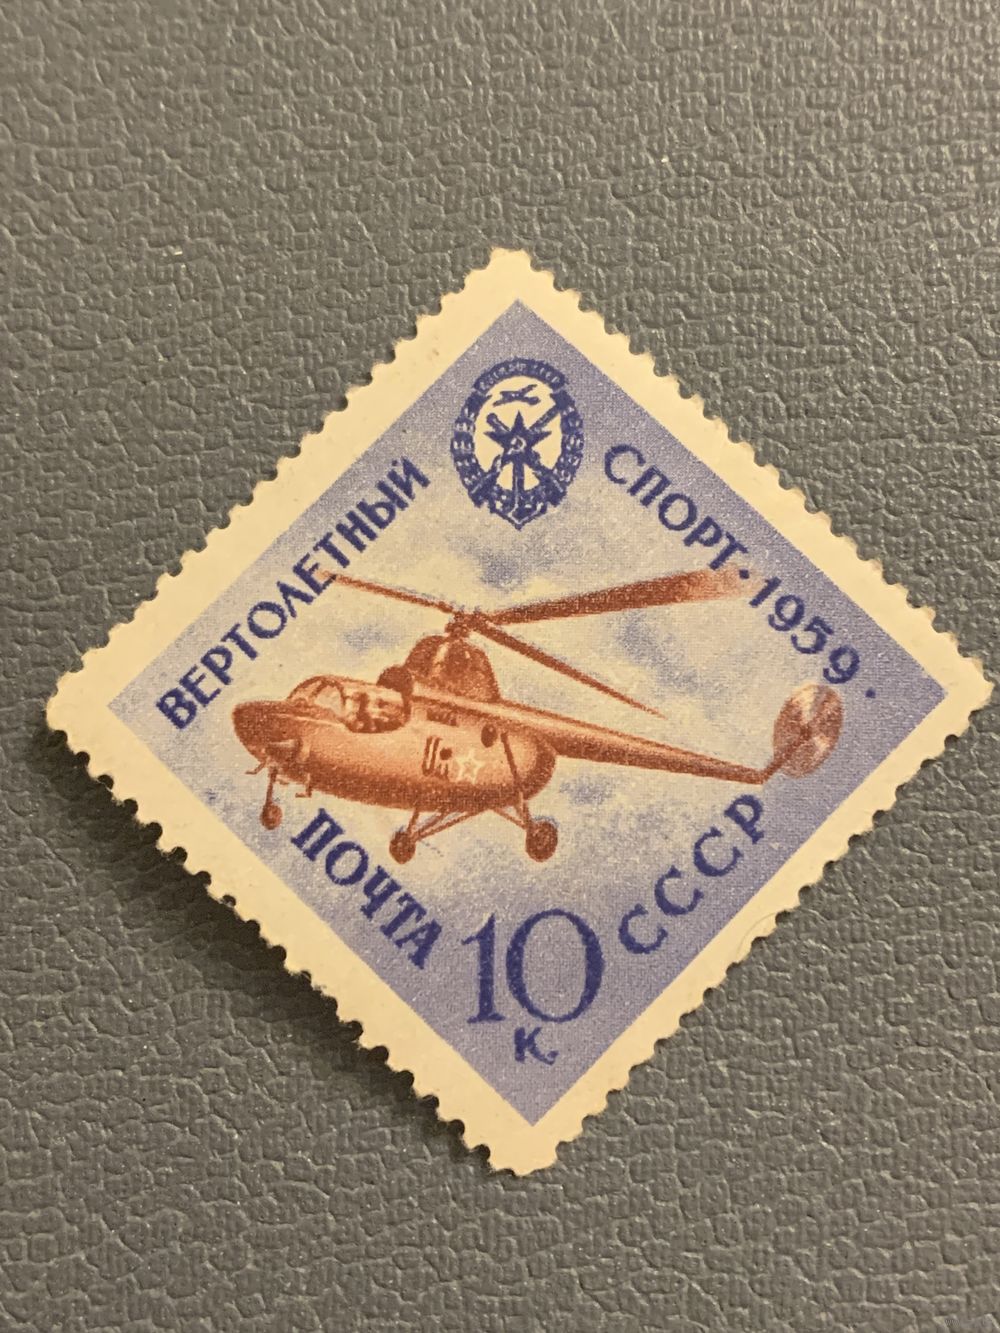 ВЕРТОЛЕТНЫЙ
СПОРТ · 1959 ·
ПОЧТА
10
к.
СССР